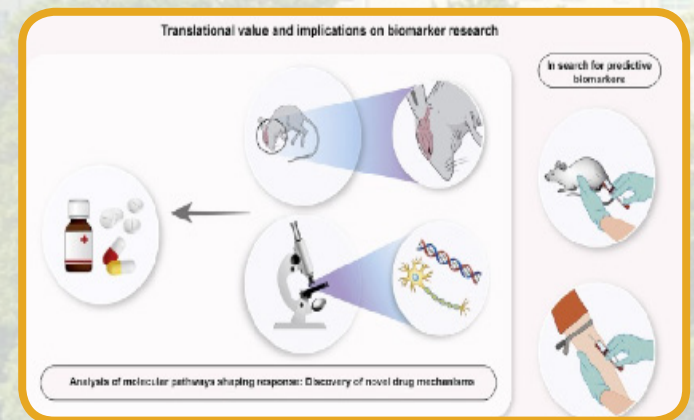 Translational value and implications on biomarker research
In search for predictive
biomarkers
Analysis of molecular pathways shaping response: Discovery of novel drug mechanisms